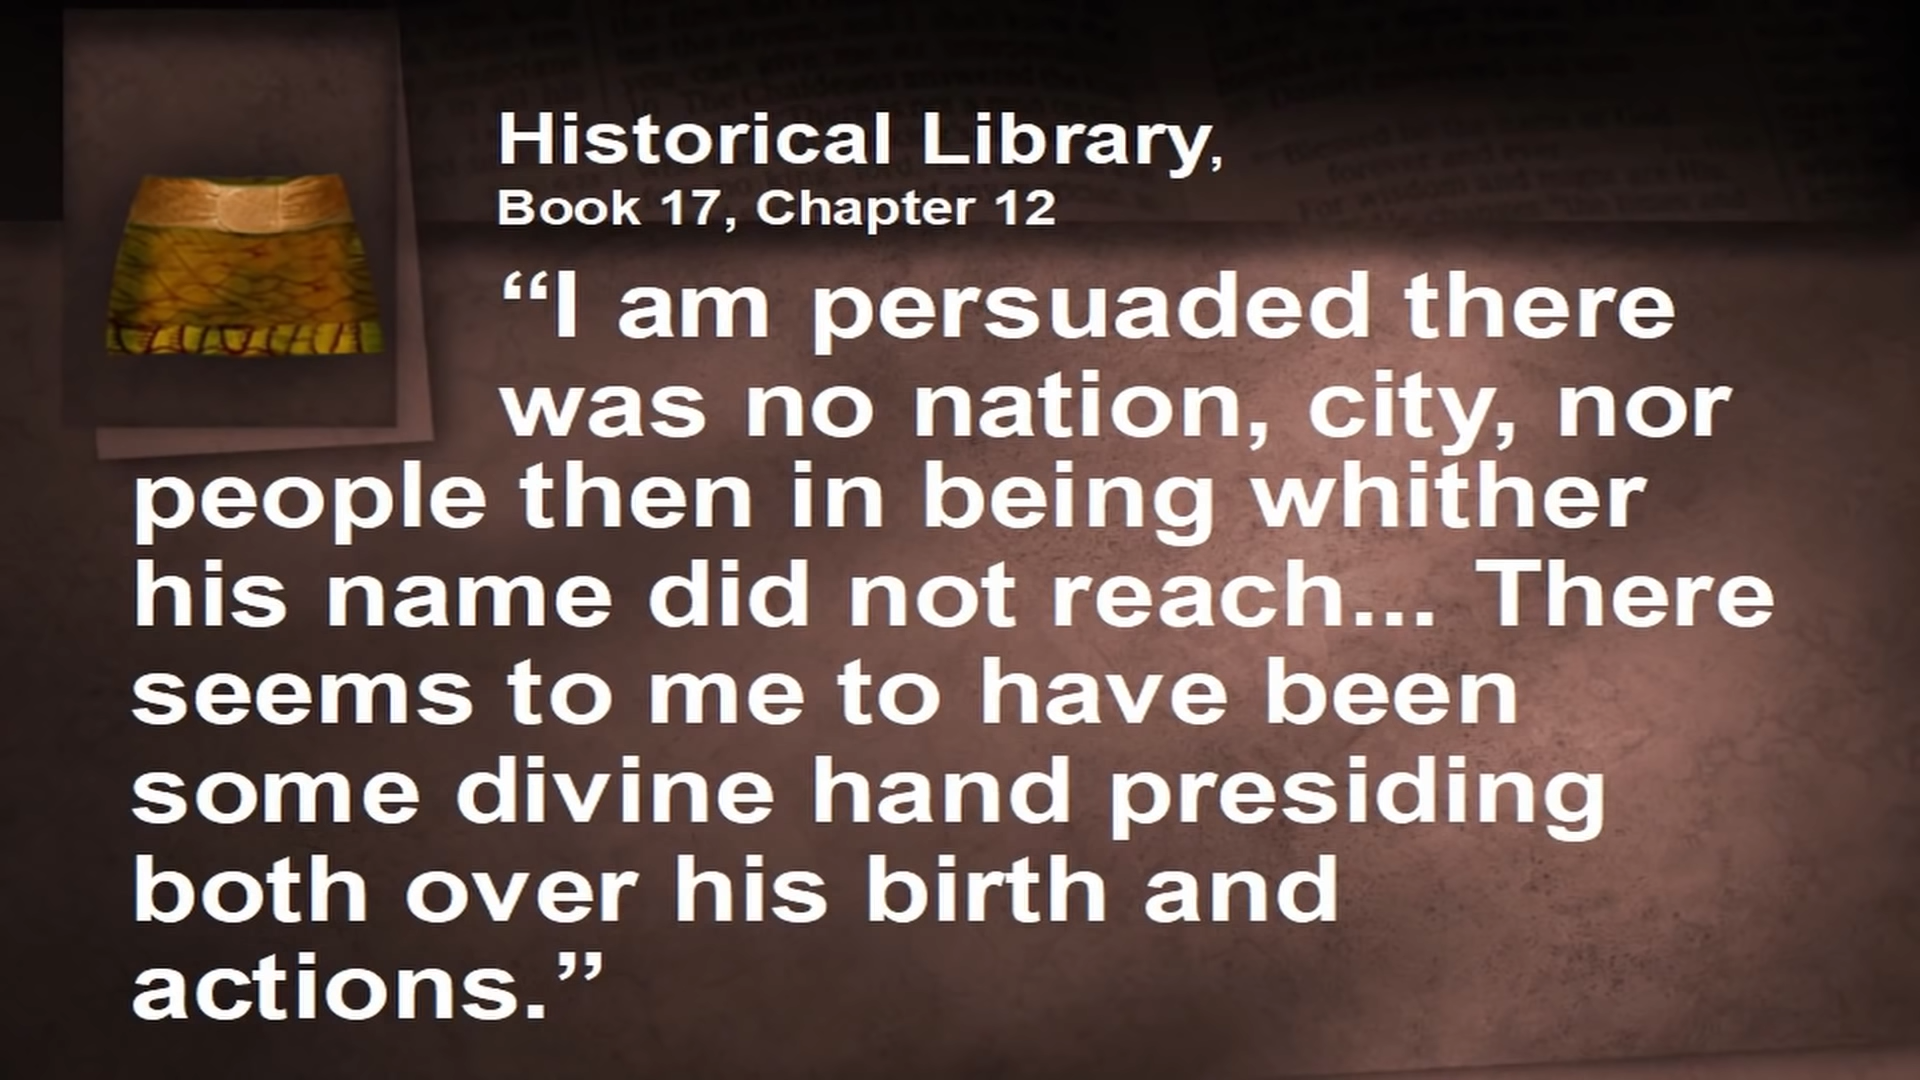 Historical Library,
Book 17, Chapter 12
“I am persuaded there
was no nation, city, nor
people then in being whither
his name did not reach... There
seems to me to have been
some divine hand presiding
both over his birth and
actions.”